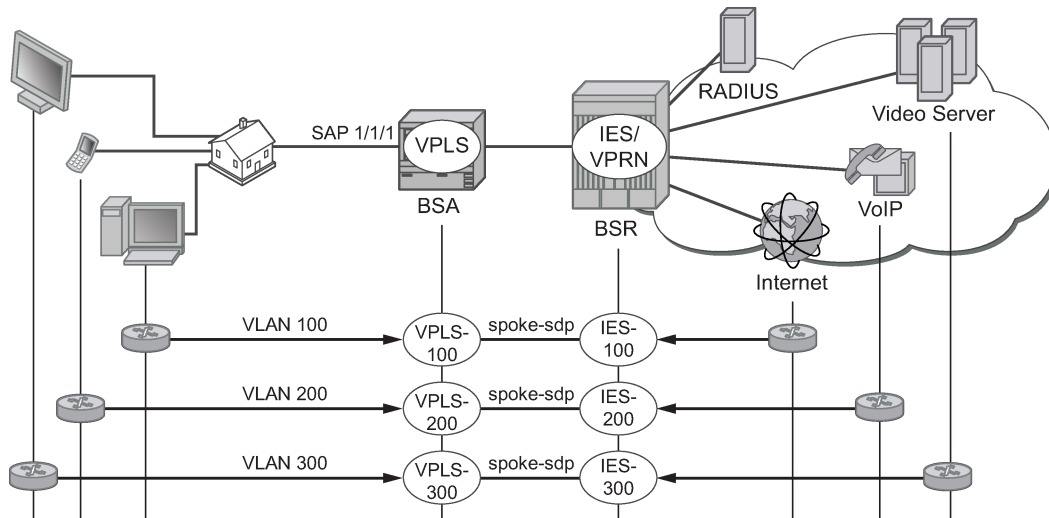 RADIUS
Video Server
SAP 1/1/1
VPLS
IES/
VPRN
BSA
BSR
VoIP
Internet
VLAN 100
VPLS-
100
spoke-sdp
IES-
100
VLAN 200
VPLS-
200
spoke-sdp
IES-
200
VLAN 300
VPLS-
300
spoke-sdp
IES-
300